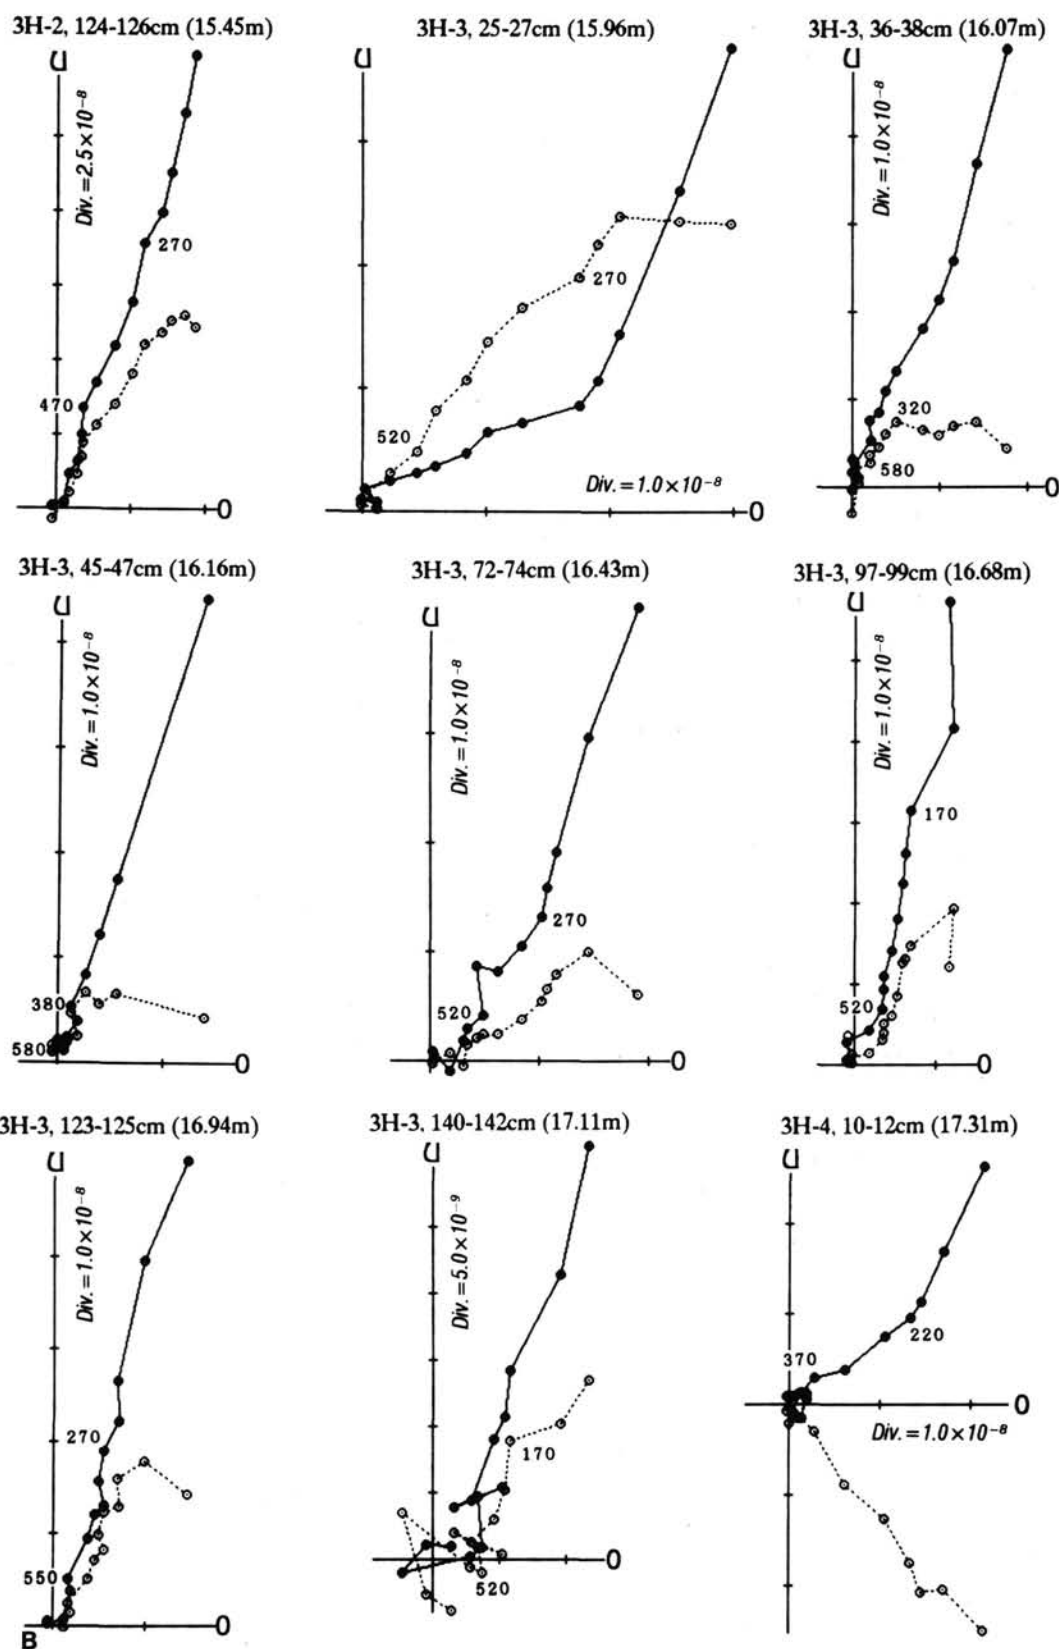 3H-2, 124-126cm (15.45m)
U
Div. = 2.5×10⁻⁸
270
470
0
3H-3, 25-27cm (15.96m)
U
270
520
Div. = 1.0×10⁻⁸
0
3H-3, 36-38cm (16.07m)
U
Div. = 1.0×10⁻⁸
320
580
0
3H-3, 45-47cm (16.16m)
U
Div. = 1.0×10⁻⁸
380
580
0
3H-3, 72-74cm (16.43m)
U
Div. = 1.0×10⁻⁸
270
520
0
3H-3, 97-99cm (16.68m)
U
Div. = 1.0×10⁻⁸
170
520
0
3H-3, 123-125cm (16.94m)
U
Div. = 1.0×10⁻⁸
270
550
0
B
3H-3, 140-142cm (17.11m)
U
Div. = 5.0×10⁻⁹
170
520
0
3H-4, 10-12cm (17.31m)
U
220
370
0
Div. = 1.0×10⁻⁸